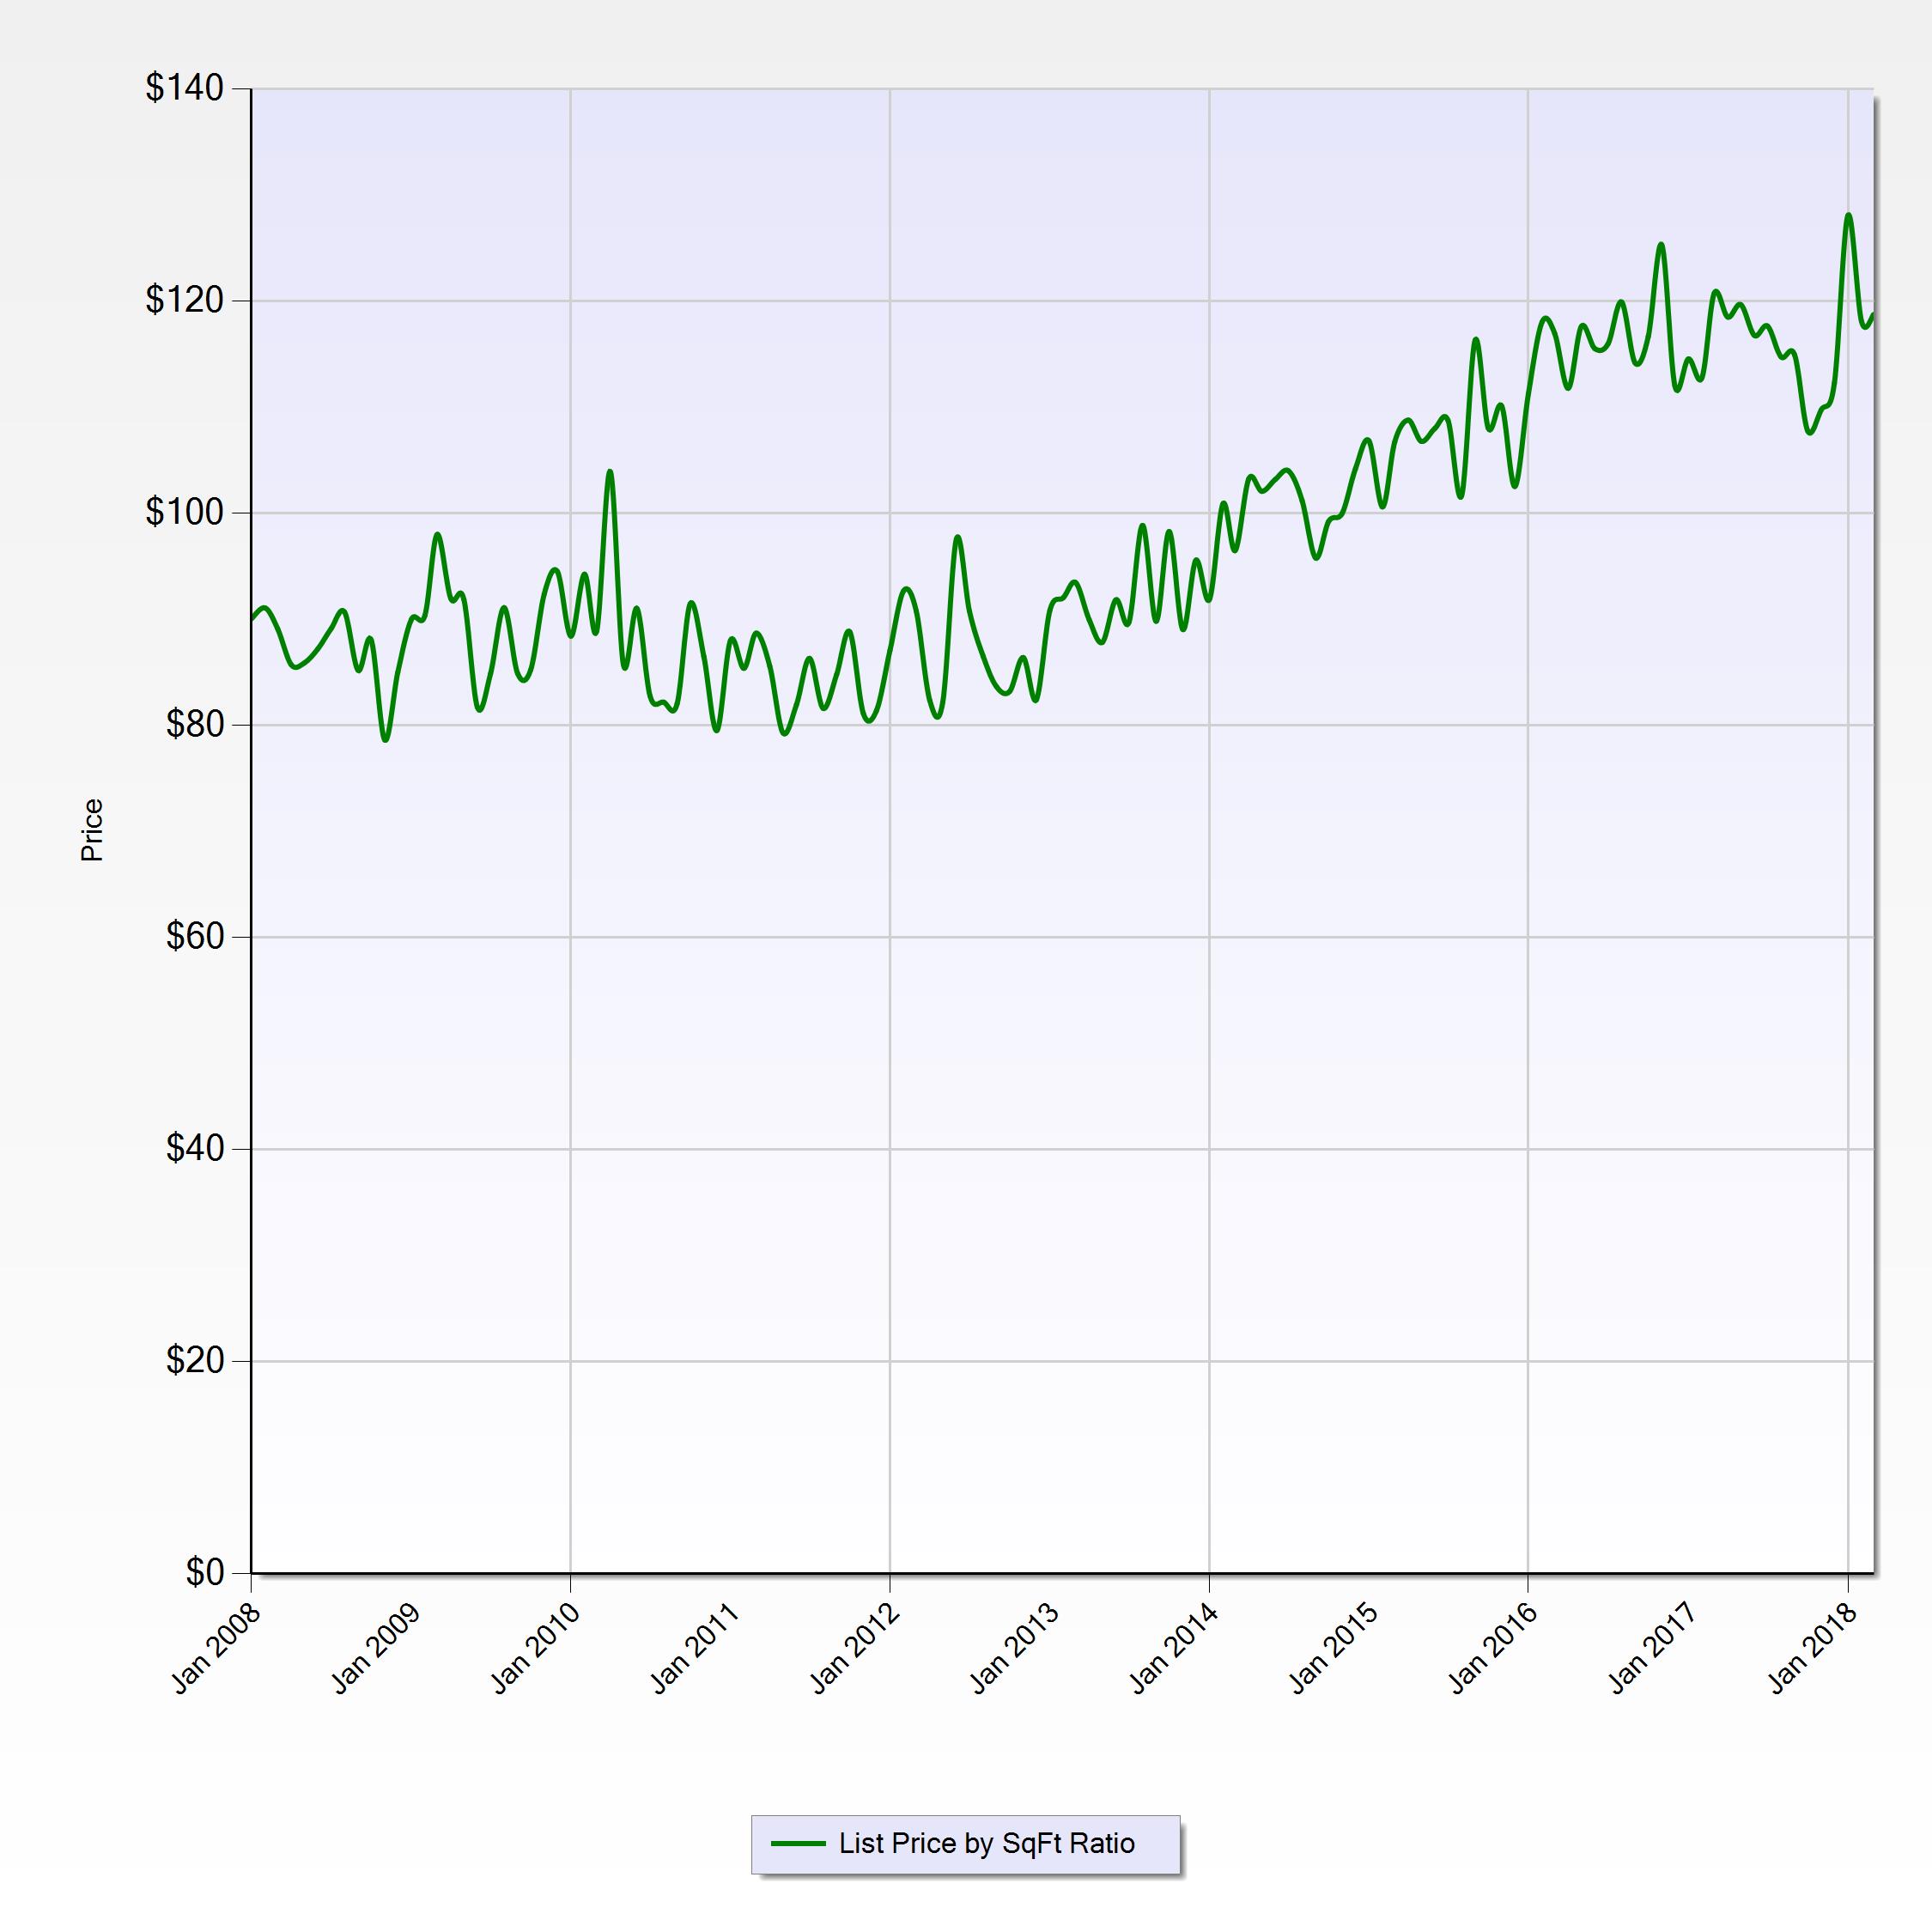 $140
$120
$100
$80
$60
$40
$20
$0
Price
Jan 2008
Jan 2009
Jan 2010
Jan 2011
Jan 2012
Jan 2013
Jan 2014
Jan 2015
Jan 2016
Jan 2017
Jan 2018
List Price by SqFt Ratio